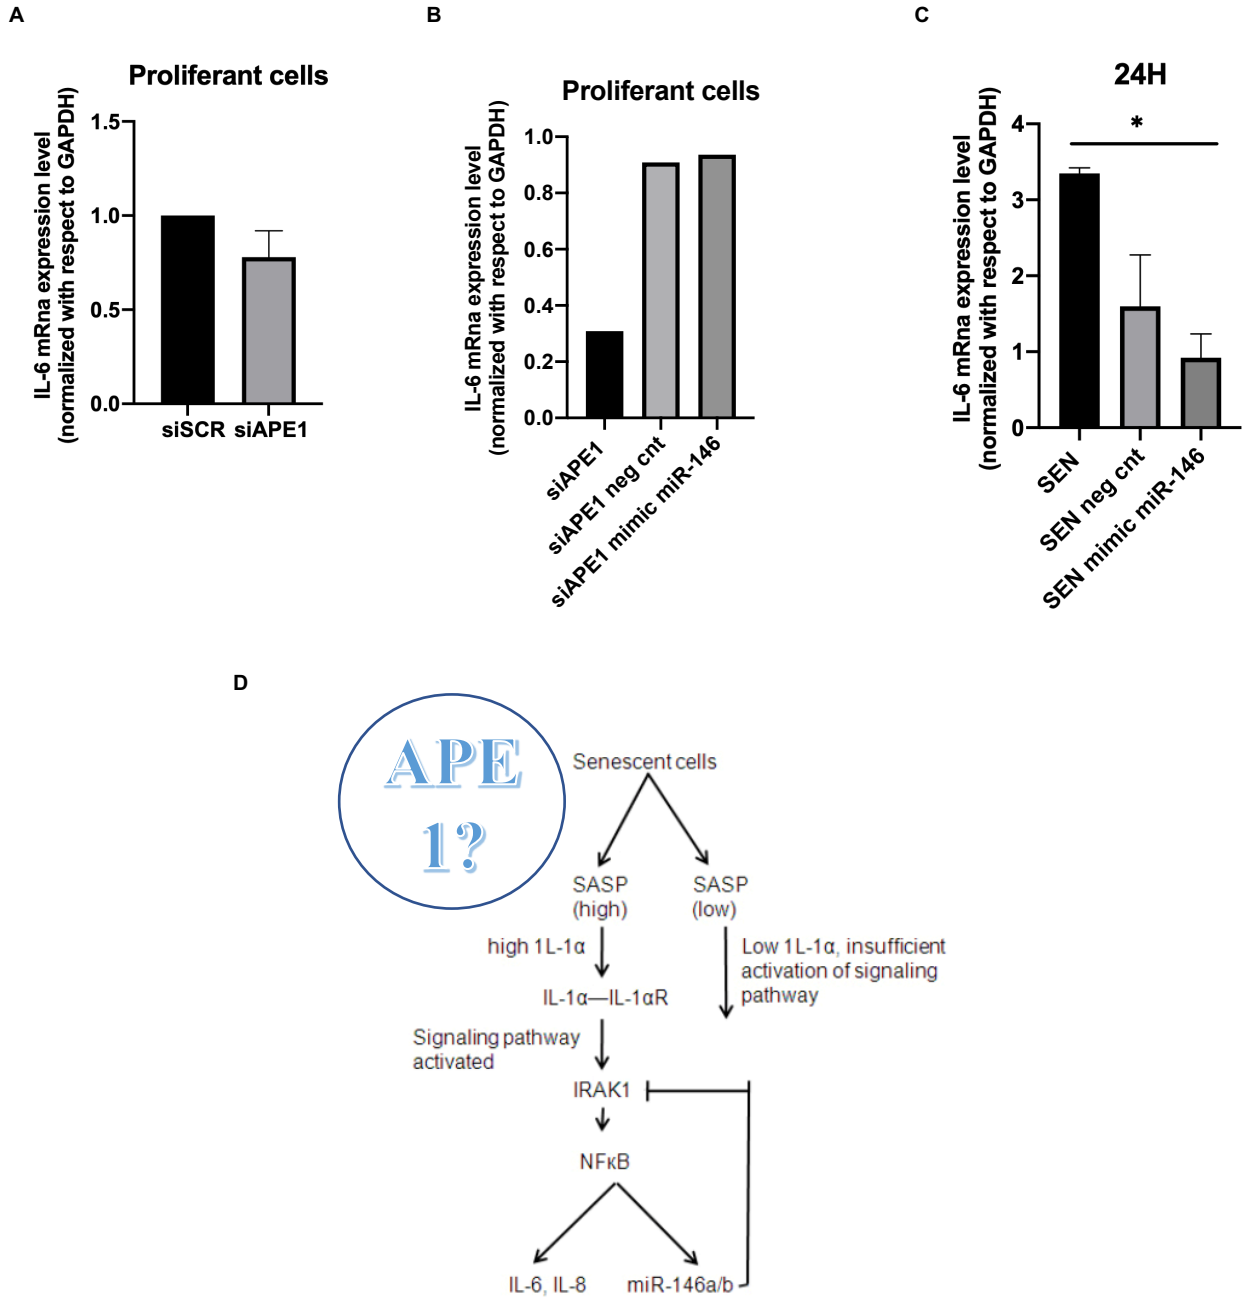 A
Proliferant cells
IL-6 mRna expression level
(normalized with respect to GAPDH)
1.5
1.0
0.5
0.0
siSCR
siAPE1
B
Proliferant cells
IL-6 mRna expression level
(normalized with respect to GAPDH)
1.0
0.8
0.6
0.4
0.2
0.0
siAPE1
siAPE1 neg cnt
siAPE1 mimic miR-146
C
24H
IL-6 mRna expression level
(normalized with respect to GAPDH)
4
3
2
1
0
*
SEN
SEN neg cnt
SEN mimic miR-146
D
APE
1?
Senescent cells
SASP
(high)
SASP
(low)
high 1L-1α
Low 1L-1α, insufficient
activation of signaling
pathway
IL-1α—IL-1αR
Signaling pathway
activated
IRAK1
NFκB
IL-6, IL-8
miR-146a/b